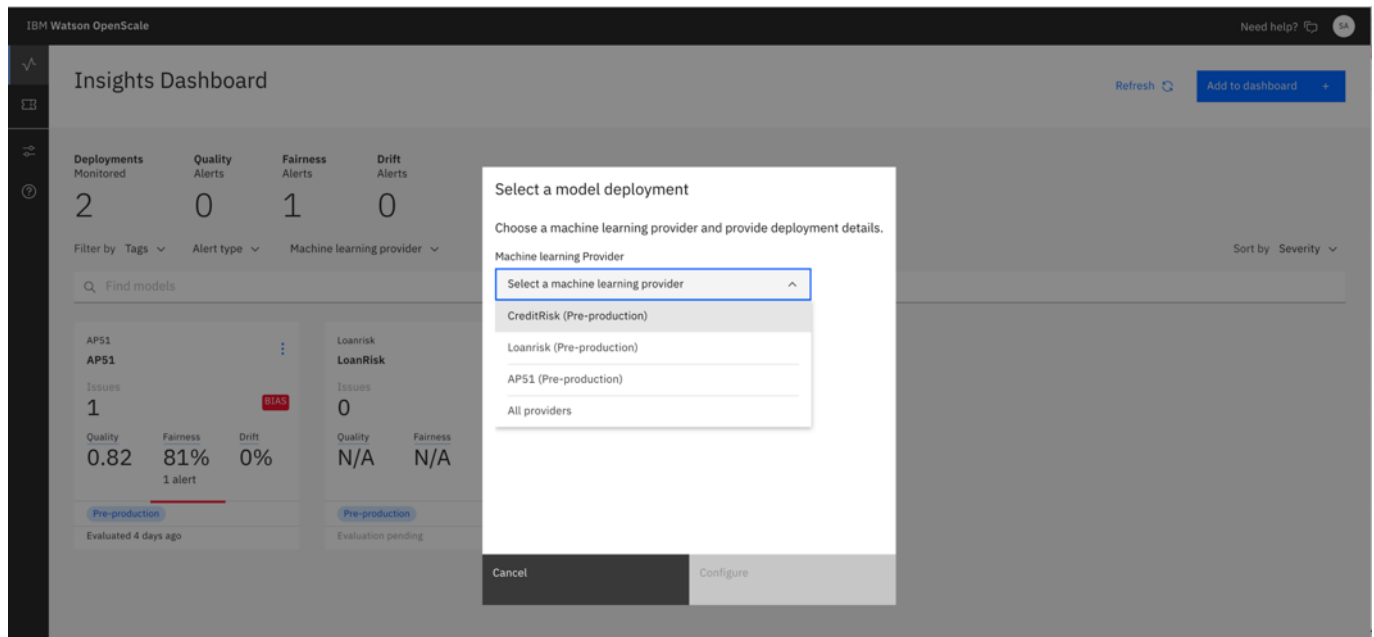 IBM Watson OpenScale
Need help?
SA
Insights Dashboard
Refresh
Add to dashboard +
Deployments
Monitored
2
Quality
Alerts
0
Fairness
Alerts
1
Drift
Alerts
0
Filter by Tags
Alert type
Machine learning provider
Sort by Severity
Find models
AP51
AP51
Issues
1
BIAS
Quality
0.82
Fairness
81%
1 alert
Drift
0%
Pre-production
Evaluated 4 days ago
Loanrisk
LoanRisk
Issues
0
Quality
N/A
Fairness
N/A
Pre-production
Evaluation pending
Select a model deployment
Choose a machine learning provider and provide deployment details.
Machine learning Provider
Select a machine learning provider
CreditRisk (Pre-production)
Loanrisk (Pre-production)
AP51 (Pre-production)
All providers
Cancel
Configure